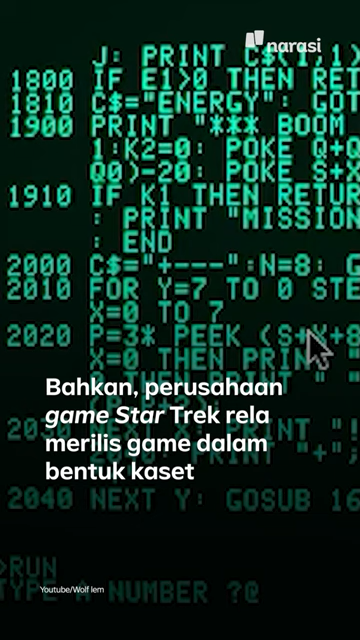 narasi
J: PRINT C$(1,1)
1800 IF E1>0 THEN RET
1810 C$="ENERGY": GOT
1900 PRINT "*** BOOM
1:K2=0: POKE Q+Q
Q0)=20: POKE S+X
1910 IF K1 THEN RETUR
: PRINT "MISSION
: END
2000 C$="+---":N=8: G
2010 FOR Y=7 TO 0 STE
X=0 TO 7
2020 P=3* PEEK (S+X+8
X=0 THEN PRIN
Bahkan, perusahaan
game Star Trek rela
merilis game dalam
bentuk kaset
2040 NEXT Y: GOSUB 16
>RUN
TYPE A NUMBER ?@
Youtube/Wolf lem